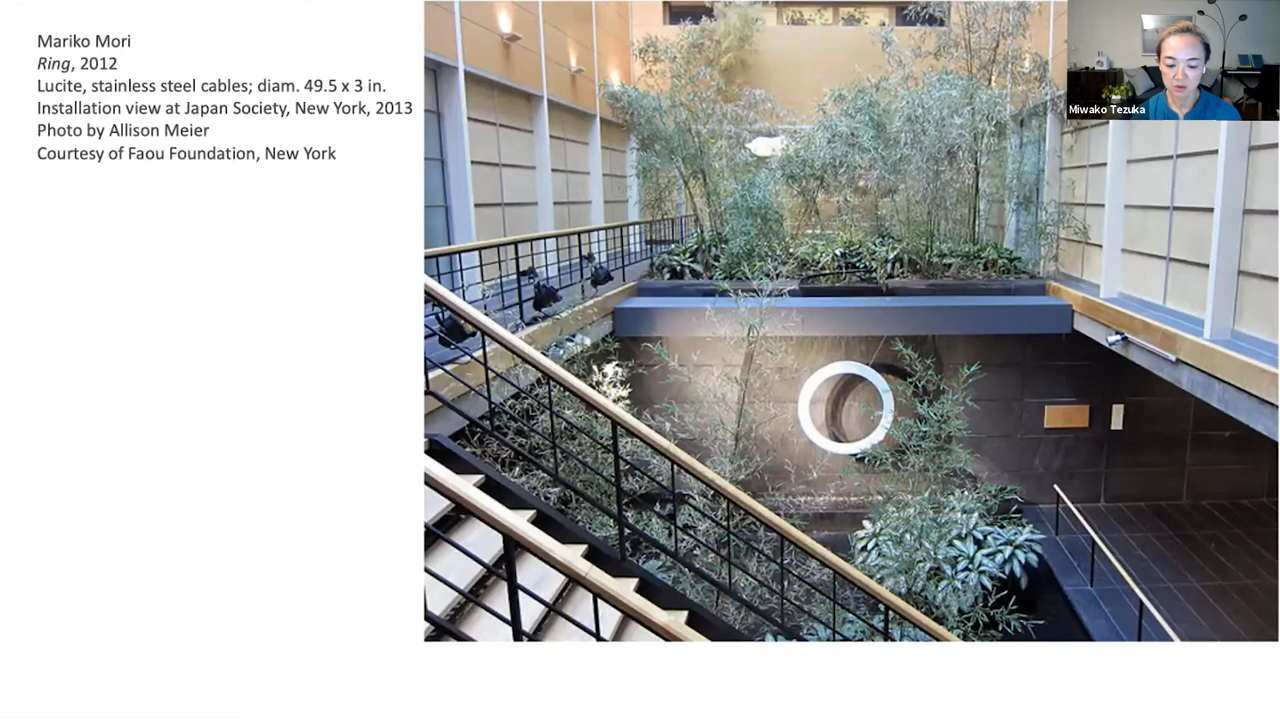 Mariko Mori
Ring, 2012
Lucite, stainless steel cables; diam. 49.5 x 3 in.
Installation view at Japan Society, New York, 2013
Photo by Allison Meier
Courtesy of Faou Foundation, New York
Miwako Tezuka